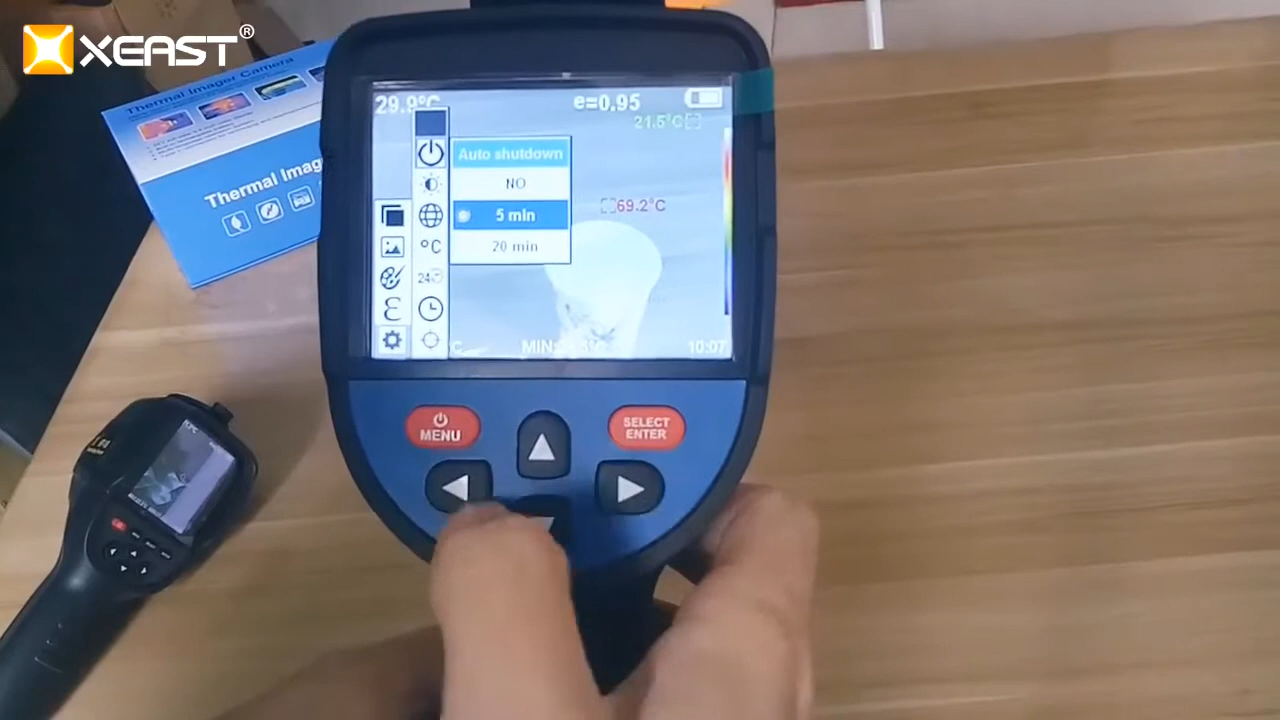 XEAST®
Thermal Imager Camera
Thermal Imag
29.9°C
e=0.95
21.5°C
Auto shutdown
NO
5 min
20 min
69.2°C
°C
24
ε
MIN:
10:07
MENU
SELECT
ENTER